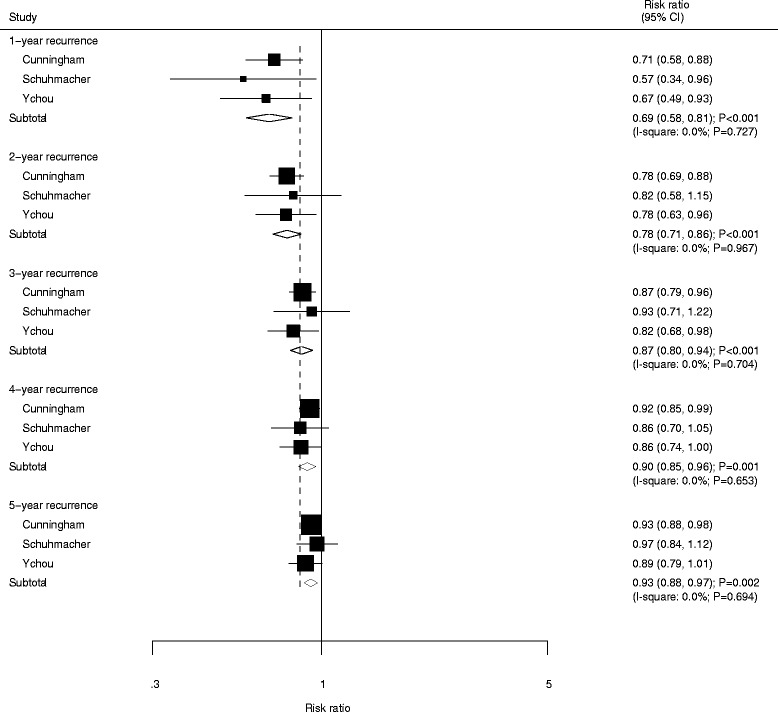 Study Risk ratio
(95% CI)
1−year recurrence
Cunningham 0.71 (0.58, 0.88)
Schuhmacher 0.57 (0.34, 0.96)
Ychou 0.67 (0.49, 0.93)
Subtotal 0.69 (0.58, 0.81); P<0.001
(I-square: 0.0%; P=0.727)
2−year recurrence
Cunningham 0.78 (0.69, 0.88)
Schuhmacher 0.82 (0.58, 1.15)
Ychou 0.78 (0.63, 0.96)
Subtotal 0.78 (0.71, 0.86); P<0.001
(I-square: 0.0%; P=0.967)
3−year recurrence
Cunningham 0.87 (0.79, 0.96)
Schuhmacher 0.93 (0.71, 1.22)
Ychou 0.82 (0.68, 0.98)
Subtotal 0.87 (0.80, 0.94); P<0.001
(I-square: 0.0%; P=0.704)
4−year recurrence
Cunningham 0.92 (0.85, 0.99)
Schuhmacher 0.86 (0.70, 1.05)
Ychou 0.86 (0.74, 1.00)
Subtotal 0.90 (0.85, 0.96); P=0.001
(I-square: 0.0%; P=0.653)
5−year recurrence
Cunningham 0.93 (0.88, 0.98)
Schuhmacher 0.97 (0.84, 1.12)
Ychou 0.89 (0.79, 1.01)
Subtotal 0.93 (0.88, 0.97); P=0.002
(I-square: 0.0%; P=0.694)
.3 1 5
Risk ratio